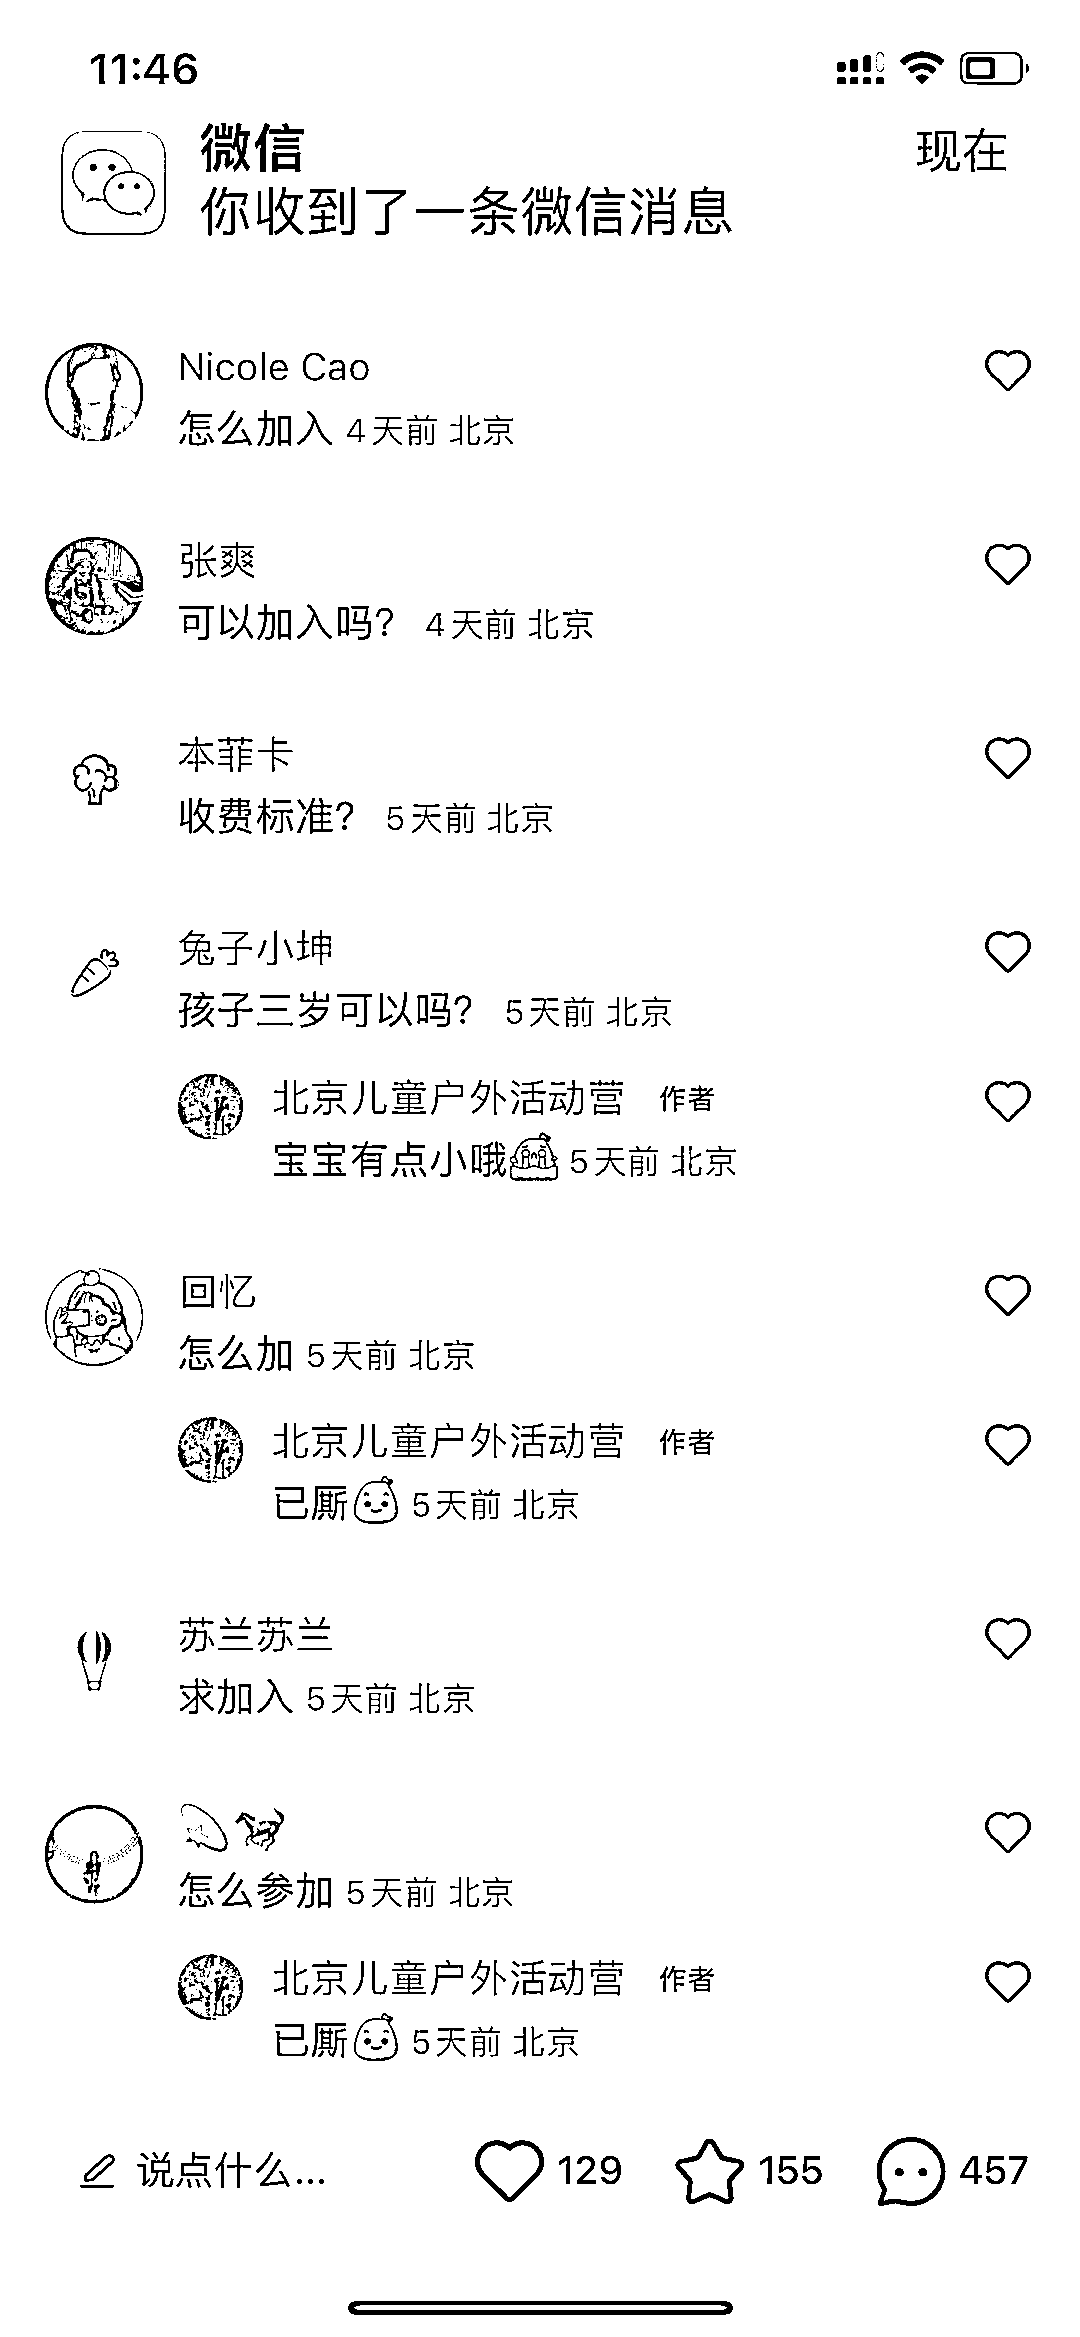 11:46
微信
现在
你收到了一条微信消息
Nicole Cao
怎么加入 4天前 北京
张爽
可以加入吗？ 4天前 北京
本菲卡
收费标准？ 5天前 北京
兔子小坤
孩子三岁可以吗？ 5天前 北京
北京儿童户外活动营 作者
宝宝有点小哦 5天前 北京
回忆
怎么加 5天前 北京
北京儿童户外活动营 作者
已厮 5天前 北京
苏兰苏兰
求加入 5天前 北京
怎么参加 5天前 北京
北京儿童户外活动营 作者
已厮 5天前 北京
说点什么... 129 155 457